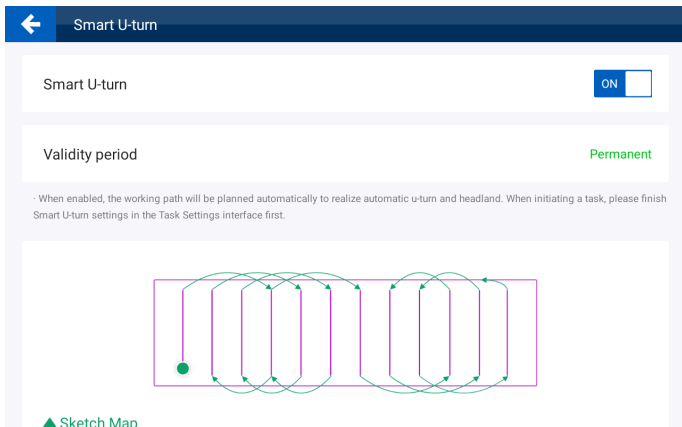 Smart U-turn
Smart U-turn
ON
Validity period
Permanent
· When enabled, the working path will be planned automatically to realize automatic u-turn and headland. When initiating a task, please finish
Smart U-turn settings in the Task Settings interface first.
Sketch Map